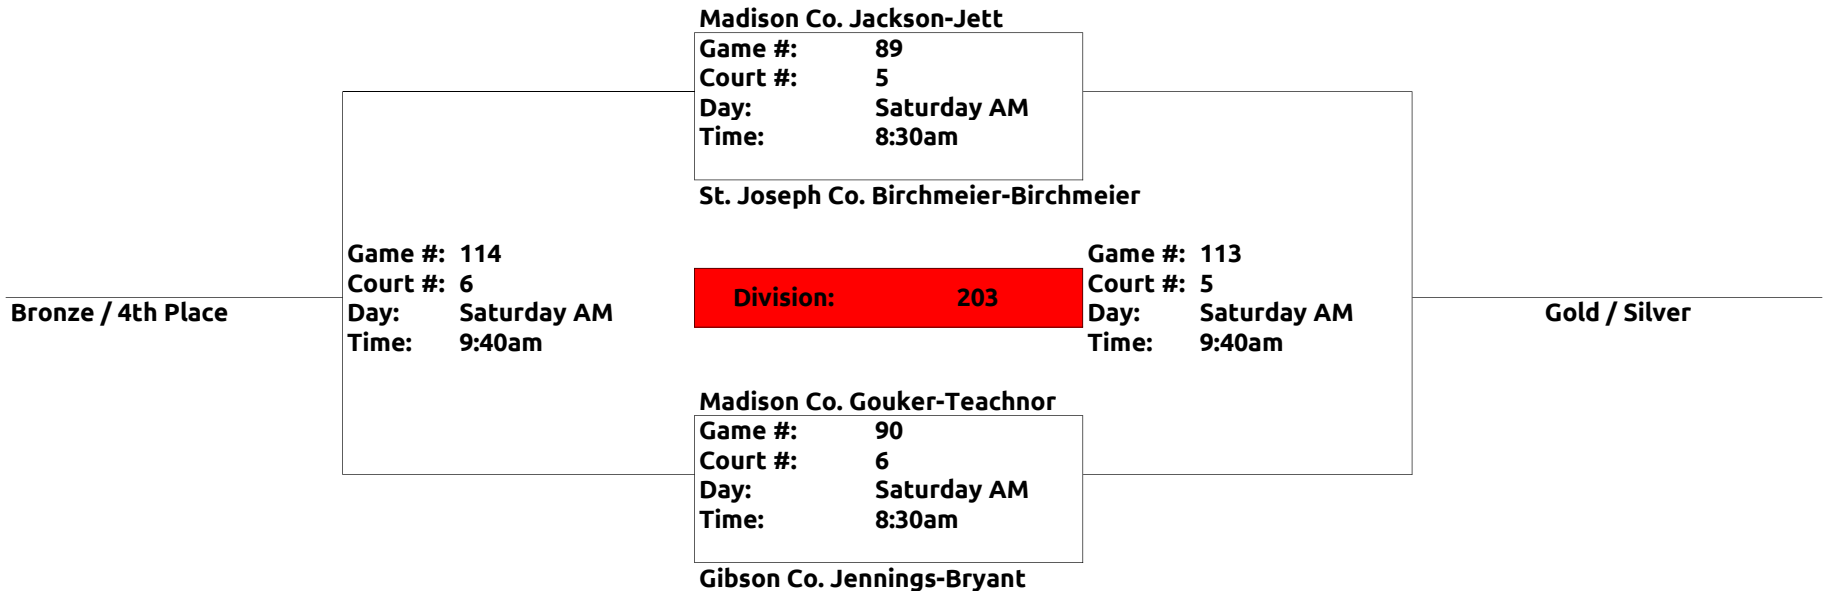 Madison Co. Jackson-Jett
Game #: 89
Court #: 5
Day: Saturday AM
Time: 8:30am
St. Joseph Co. Birchmeier-Birchmeier
Game #: 114
Court #: 6
Day: Saturday AM
Time: 9:40am
Bronze / 4th Place
Division: 203
Game #: 113
Court #: 5
Day: Saturday AM
Time: 9:40am
Gold / Silver
Madison Co. Gouker-Teachnor
Game #: 90
Court #: 6
Day: Saturday AM
Time: 8:30am
Gibson Co. Jennings-Bryant